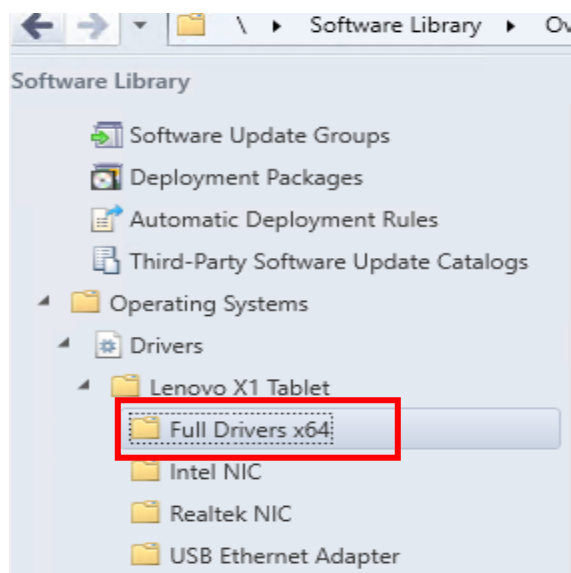 \ Software Library Ov
Software Library
Software Update Groups
Deployment Packages
Automatic Deployment Rules
Third-Party Software Update Catalogs
Operating Systems
Drivers
Lenovo X1 Tablet
Full Drivers x64
Intel NIC
Realtek NIC
USB Ethernet Adapter